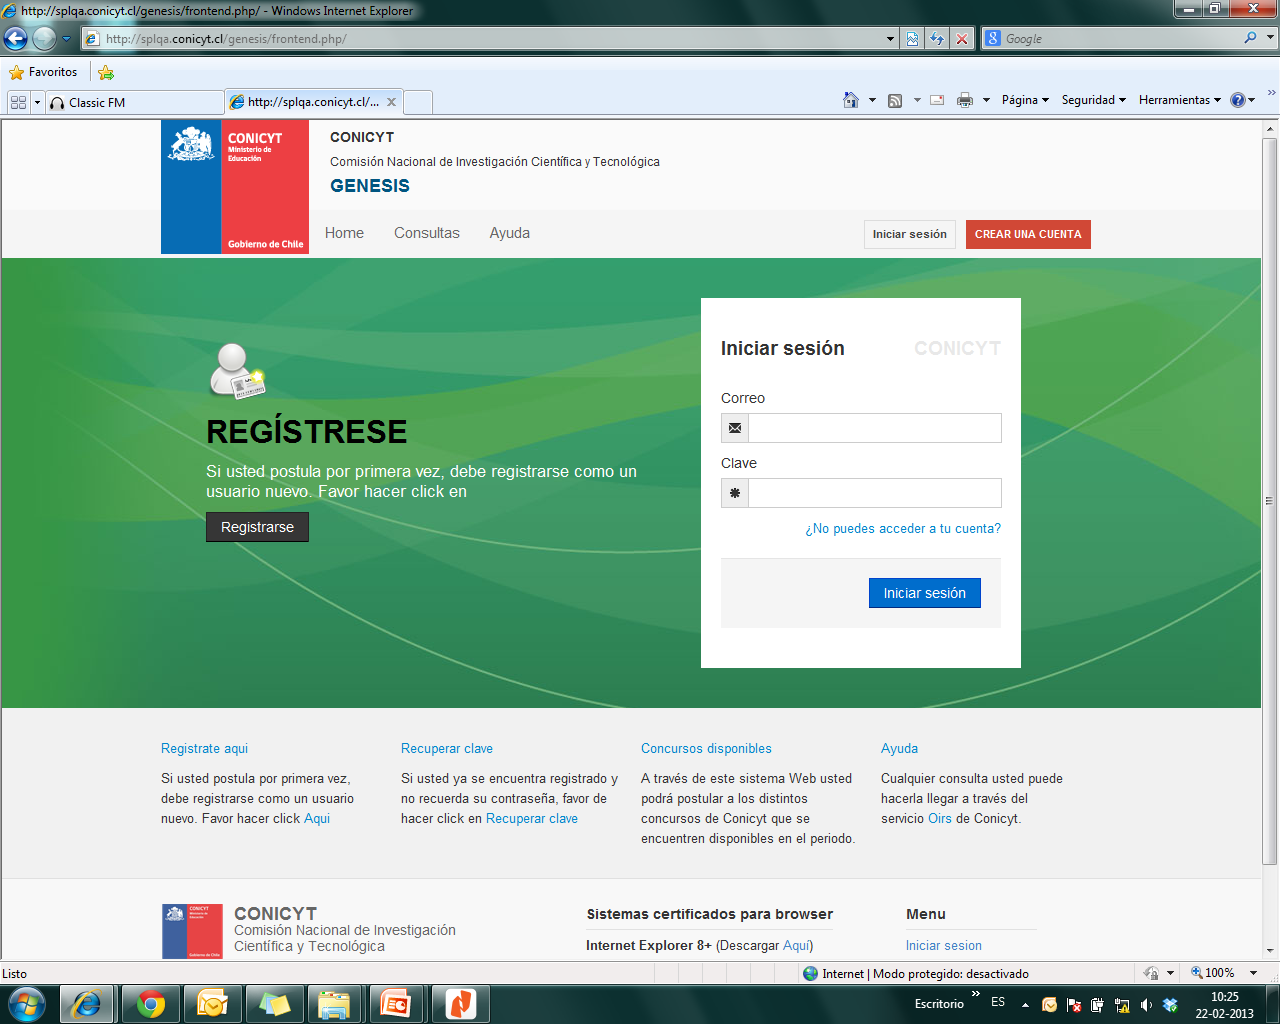 http://splqa.conicyt.cl/genesis/frontend.php/ - Windows Internet Explorer
http://splqa.conicyt.cl/genesis/frontend.php/
Google
Favoritos
Classic FM
http://splqa.conicyt.cl/...
Página
Seguridad
Herramientas
CONICYT
Ministerio de
Educación
Gobierno de Chile
CONICYT
Comisión Nacional de Investigación Científica y Tecnológica
GENESIS
Home
Consultas
Ayuda
Iniciar sesión
CREAR UNA CUENTA
REGÍSTRESE
Si usted postula por primera vez, debe registrarse como un
usuario nuevo. Favor hacer click en
Registrarse
Iniciar sesión
CONICYT
Correo
Clave
¿No puedes acceder a tu cuenta?
Iniciar sesión
Registrate aqui
Si usted postula por primera vez,
debe registrarse como un usuario
nuevo. Favor hacer click Aqui
Recuperar clave
Si usted ya se encuentra registrado y
no recuerda su contraseña, favor de
hacer click en Recuperar clave
Concursos disponibles
A través de este sistema Web usted
podrá postular a los distintos
concursos de Conicyt que se
encuentren disponibles en el periodo.
Ayuda
Cualquier consulta usted puede
hacerla llegar a través del
servicio Oirs de Conicyt.
CONICYT
CONICYT
Comisión Nacional de Investigación
Científica y Tecnológica
Sistemas certificados para browser
Internet Explorer 8+ (Descargar Aquí)
Menu
Iniciar sesion
Listo
Internet | Modo protegido: desactivado
100%
Escritorio
ES
10:25
22-02-2013